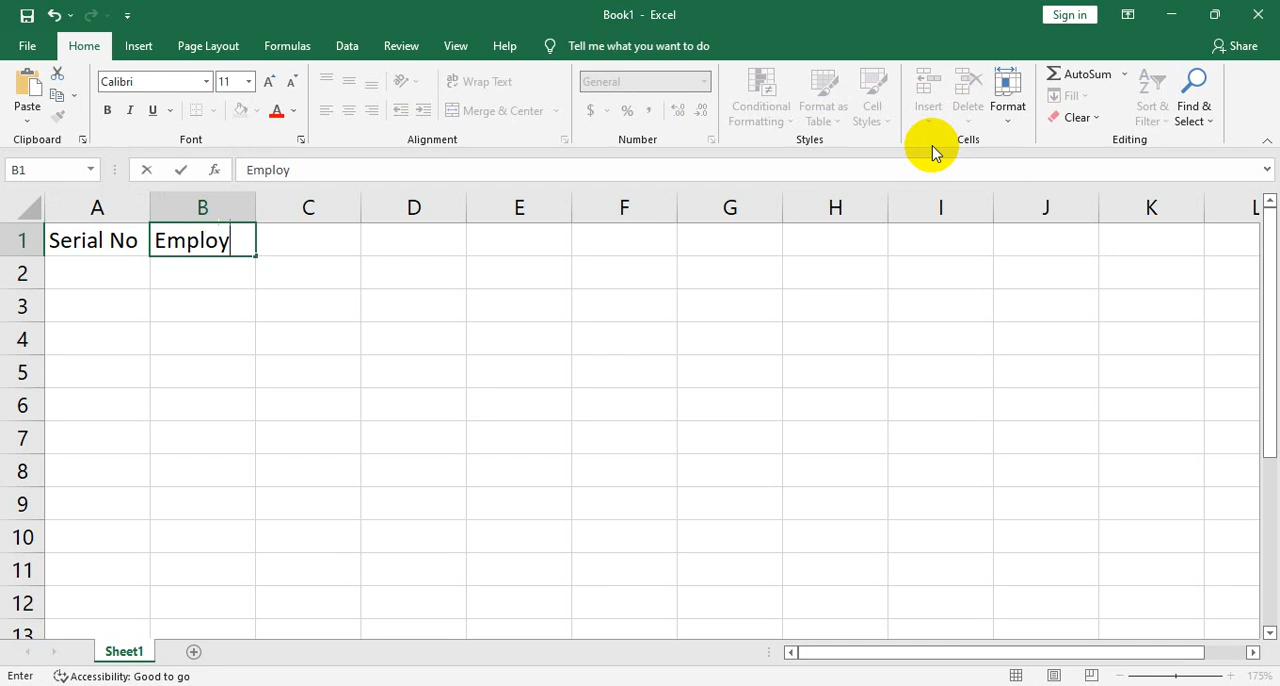 Book1 - Excel
Sign in
File Home Insert Page Layout Formulas Data Review View Help Tell me what you want to do Share
Paste
Calibri 11
B I U A
ab Wrap Text
Merge & Center
General
$ % ,
Conditional Formatting
Format as Table
Cell Styles
Insert Delete Format
AutoSum
Fill
Clear
Sort & Filter
Find & Select
Clipboard Font Alignment Number Styles Cells Editing
B1 fx Employ
A B C D E F G H I J K L
1 Serial No Employ
2
3
4
5
6
7
8
9
10
11
12
13
Sheet1
Enter Accessibility: Good to go 175%